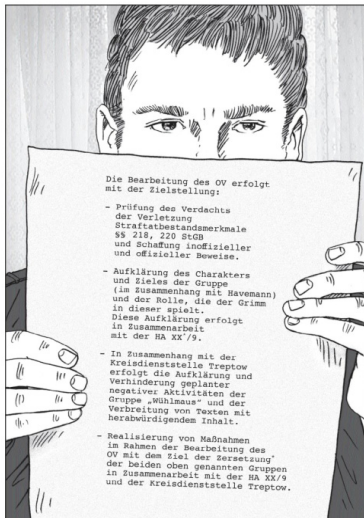 Die Bearbeitung des OV erfolgt
mit der Zielstellung:
- Prüfung des Verdachts
der Verletzung
Straftatbestandsmerkmale
§§ 218, 220 StGB
und Schaffung inoffizieller
und offizieller Beweise.
- Aufklärung des Charakters
und Zieles der Gruppe
(im Zusammenhang mit Havemann)
und der Rolle, die der Grimm
in dieser spielt.
Diese Aufklärung erfolgt
in Zusammenarbeit
mit der HA XX/9.
- In Zusammenhang mit der
Kreisdienststelle Treptow
erfolgt die Aufklärung und
Verhinderung geplanter
negativer Aktivitäten der
Gruppe „Wühlmaus" und der
Verbreitung von Texten mit
herabwürdigendem Inhalt.
- Realisierung von Maßnahmen
im Rahmen der Bearbeitung des
OV mit dem Ziel der Zersetzung*
der beiden oben genannten Gruppen
in Zusammenarbeit mit der HA XX/9
und der Kreisdienststelle Treptow.